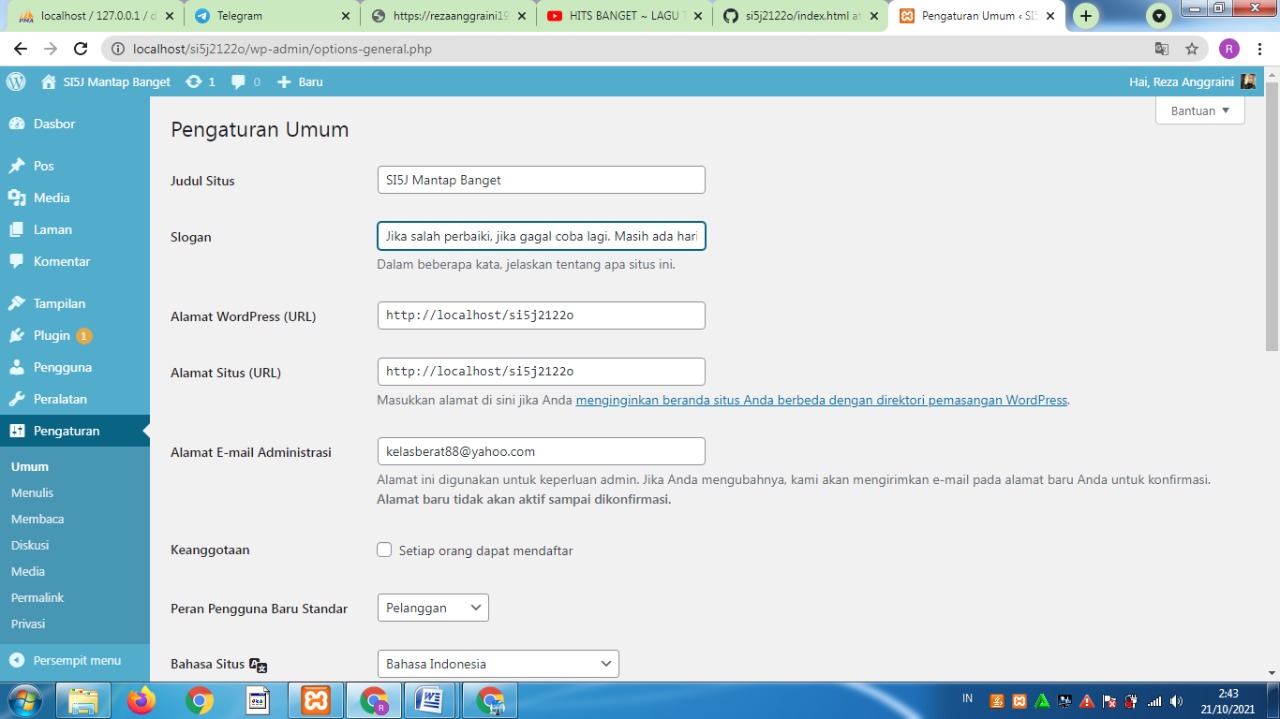 localhost / 127.0.0.1 / d
Telegram
https://rezaanggraini19
HITS BANGET ~ LAGU T
si5j2122o/index.html at
Pengaturan Umum ‹ SI5
localhost/si5j2122o/wp-admin/options-general.php
R
SI5J Mantap Banget
1
0
Baru
Hai, Reza Anggraini
Dasbor
Pos
Media
Laman
Komentar
Tampilan
Plugin 1
Pengguna
Peralatan
Pengaturan
Umum
Menulis
Membaca
Diskusi
Media
Permalink
Privasi
Persempit menu
Bantuan
Pengaturan Umum
Judul Situs
SI5J Mantap Banget
Slogan
Jika salah perbaiki, jika gagal coba lagi. Masih ada hari
Dalam beberapa kata, jelaskan tentang apa situs ini.
Alamat WordPress (URL)
http://localhost/si5j2122o
Alamat Situs (URL)
http://localhost/si5j2122o
Masukkan alamat di sini jika Anda menginginkan beranda situs Anda berbeda dengan direktori pemasangan WordPress.
Alamat E-mail Administrasi
kelasberat88@yahoo.com
Alamat ini digunakan untuk keperluan admin. Jika Anda mengubahnya, kami akan mengirimkan e-mail pada alamat baru Anda untuk konfirmasi.
Alamat baru tidak akan aktif sampai dikonfirmasi.
Keanggotaan
Setiap orang dapat mendaftar
Peran Pengguna Baru Standar
Pelanggan
Bahasa Situs
Bahasa Indonesia
IN
2:43
21/10/2021